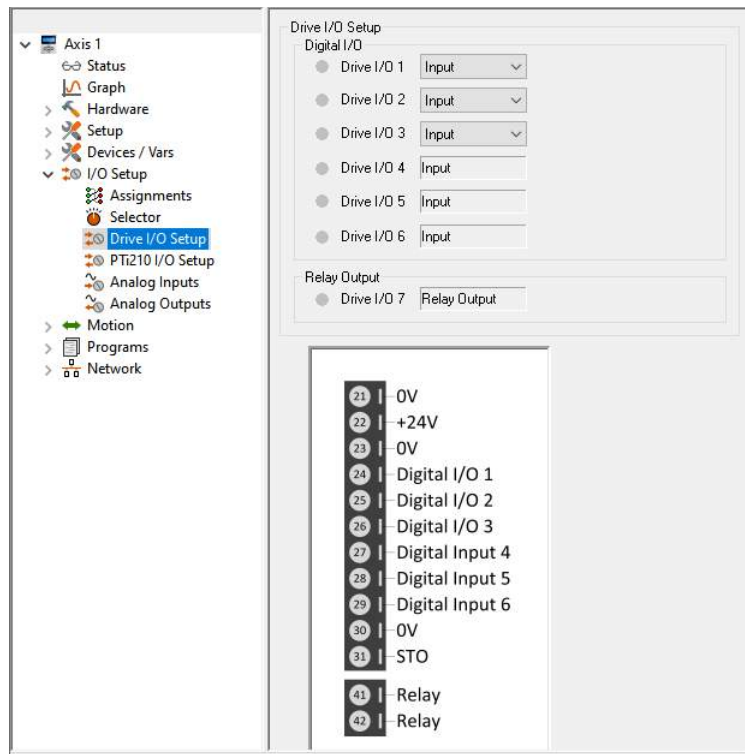 Axis 1
Status
Graph
Hardware
Setup
Devices / Vars
I/O Setup
Assignments
Selector
Drive I/O Setup
PTi210 I/O Setup
Analog Inputs
Analog Outputs
Motion
Programs
Network
Drive I/O Setup
Digital I/O
Drive I/O 1 Input
Drive I/O 2 Input
Drive I/O 3 Input
Drive I/O 4 Input
Drive I/O 5 Input
Drive I/O 6 Input
Relay Output
Drive I/O 7 Relay Output
21 0V
22 +24V
23 0V
24 Digital I/O 1
25 Digital I/O 2
26 Digital I/O 3
27 Digital Input 4
28 Digital Input 5
29 Digital Input 6
30 0V
31 STO
41 Relay
42 Relay